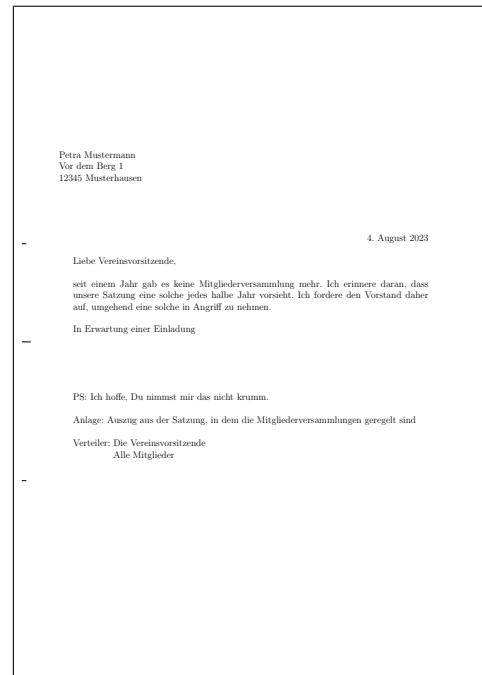 Petra Mustermann
Vor dem Berg 1
12345 Musterhausen
4. August 2023
Liebe Vereinsvorsitzende,
seit einem Jahr gab es keine Mitgliederversammlung mehr. Ich erinnere daran, dass
unsere Satzung eine solche jedes halbe Jahr vorsieht. Ich fordere den Vorstand daher
auf, umgehend eine solche in Angriff zu nehmen.
In Erwartung einer Einladung
PS: Ich hoffe, Du nimmst mir das nicht krumm.
Anlage: Auszug aus der Satzung, in dem die Mitgliederversammlungen geregelt sind
Verteiler: Die Vereinsvorsitzende
Alle Mitglieder